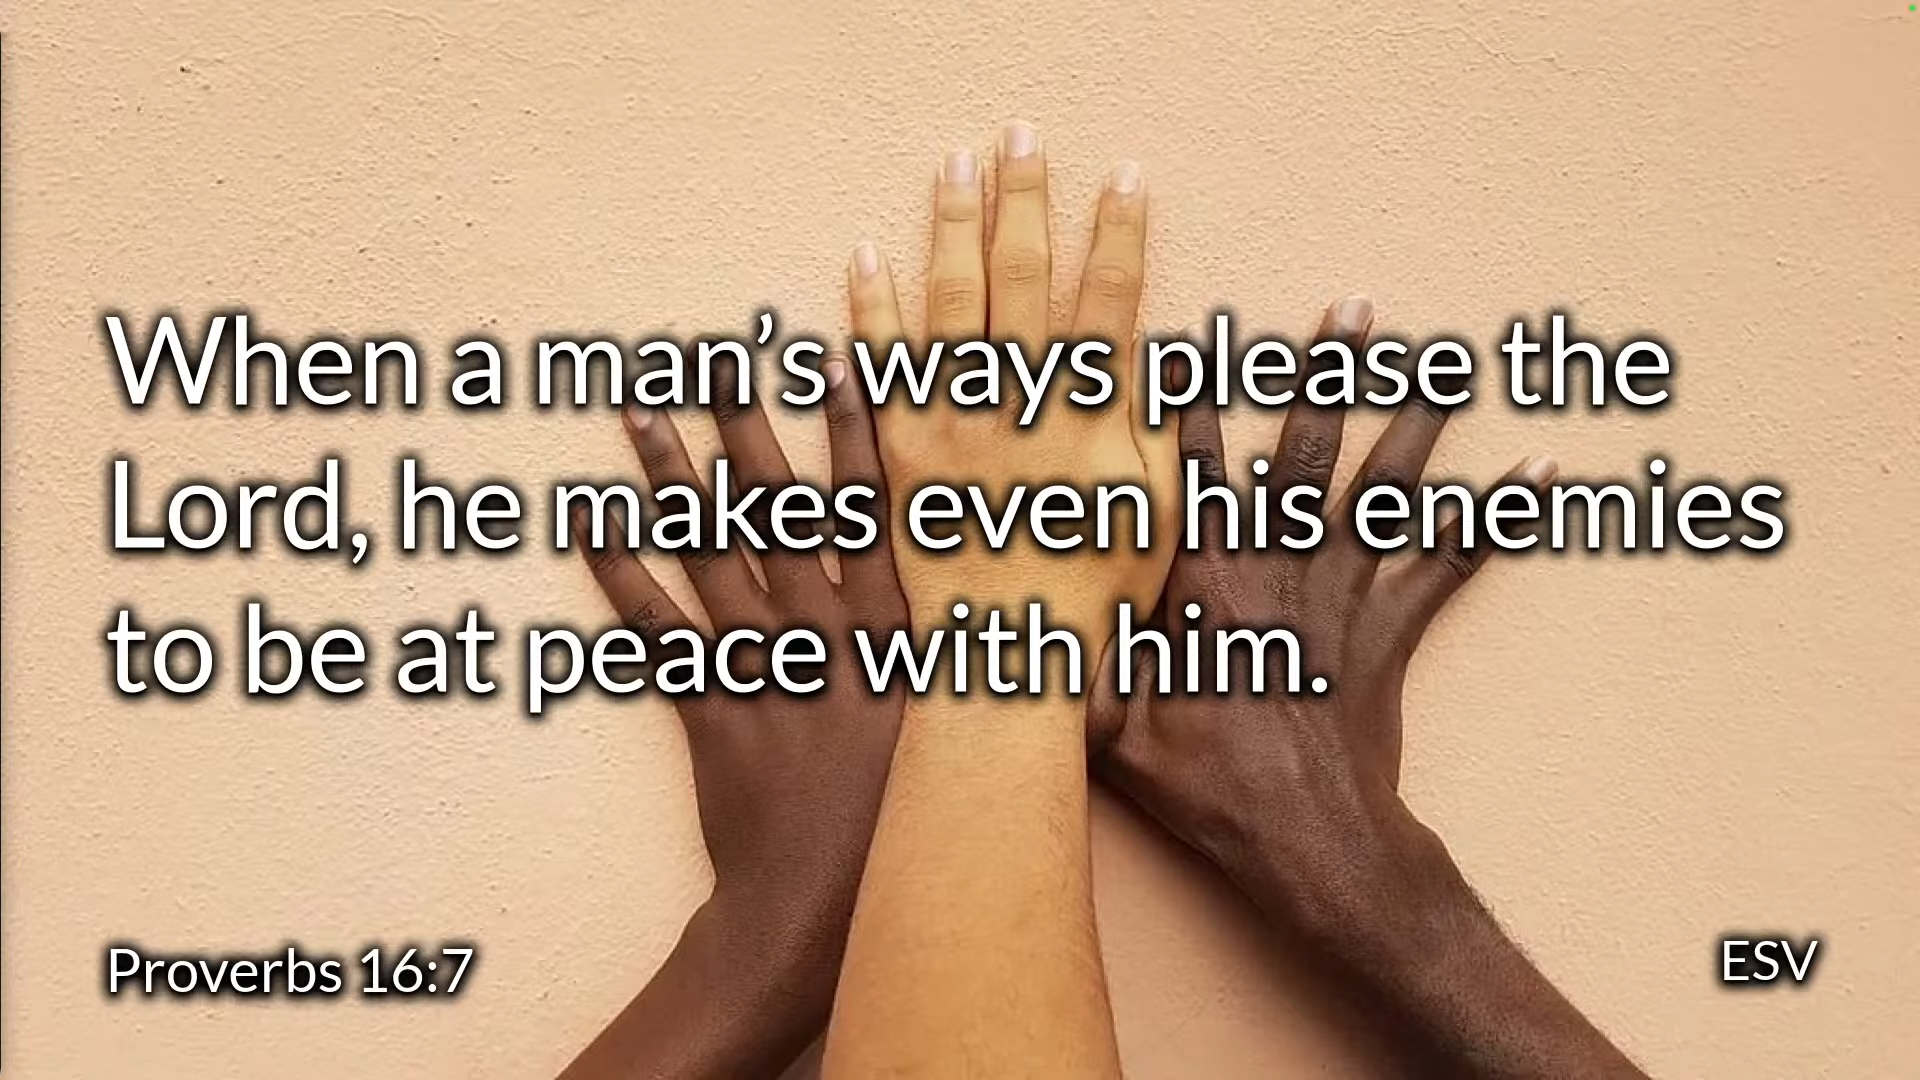 When a man’s ways please the
Lord, he makes even his enemies
to be at peace with him.
Proverbs 16:7
ESV